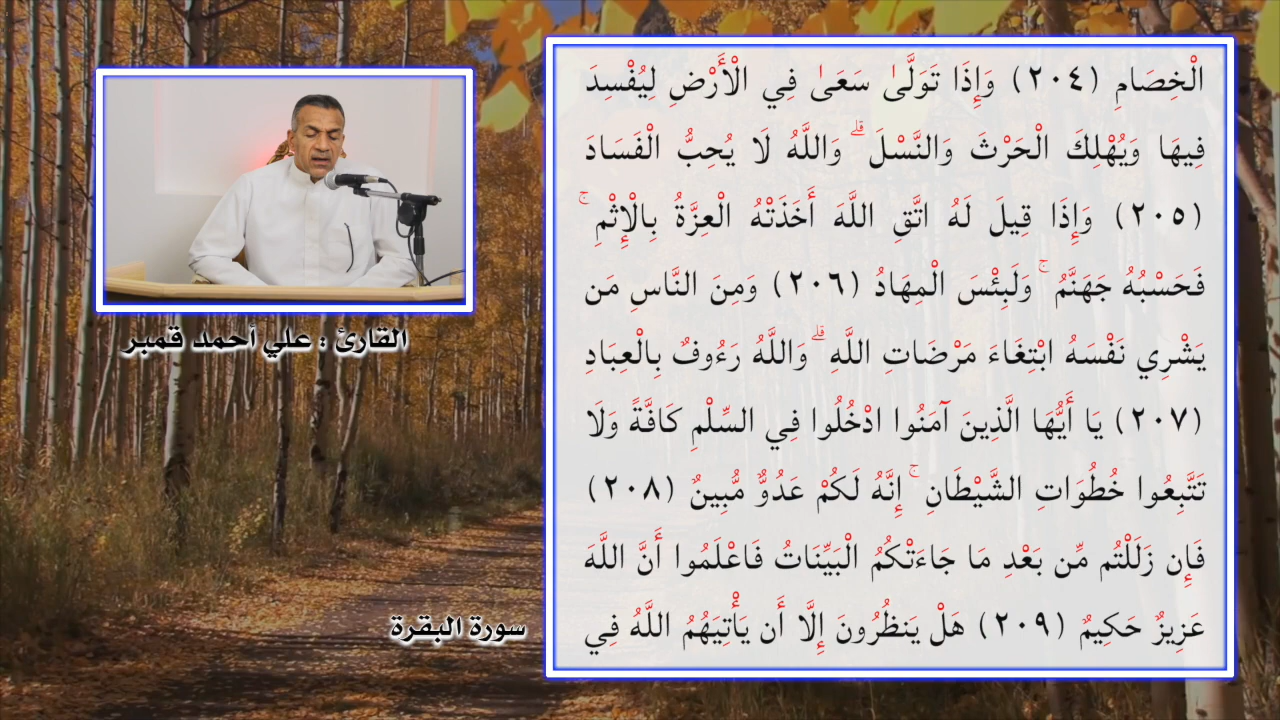 الْخِصَامِ (٢٠٤) وَإِذَا تَوَلَّىٰ سَعَىٰ فِي الْأَرْضِ لِيُفْسِدَ
فِيهَا وَيُهْلِكَ الْحَرْثَ وَالنَّسْلَ ۗ وَاللَّهُ لَا يُحِبُّ الْفَسَادَ
(٢٠٥) وَإِذَا قِيلَ لَهُ اتَّقِ اللَّهَ أَخَذَتْهُ الْعِزَّةُ بِالْإِثْمِ ۚ
فَحَسْبُهُ جَهَنَّمُ ۚ وَلَبِئْسَ الْمِهَادُ (٢٠٦) وَمِنَ النَّاسِ مَن
يَشْرِي نَفْسَهُ ابْتِغَاءَ مَرْضَاتِ اللَّهِ ۗ وَاللَّهُ رَءُوفٌ بِالْعِبَادِ
(٢٠٧) يَا أَيُّهَا الَّذِينَ آمَنُوا ادْخُلُوا فِي السِّلْمِ كَافَّةً وَلَا
تَتَّبِعُوا خُطُوَاتِ الشَّيْطَانِ ۚ إِنَّهُ لَكُمْ عَدُوٌّ مُّبِينٌ (٢٠٨)
فَإِن زَلَلْتُم مِّن بَعْدِ مَا جَاءَتْكُمُ الْبَيِّنَاتُ فَاعْلَمُوا أَنَّ اللَّهَ
عَزِيزٌ حَكِيمٌ (٢٠٩) هَلْ يَنظُرُونَ إِلَّا أَن يَأْتِيَهُمُ اللَّهُ فِي
القارئ : علي أحمد قمبر
سورة البقرة